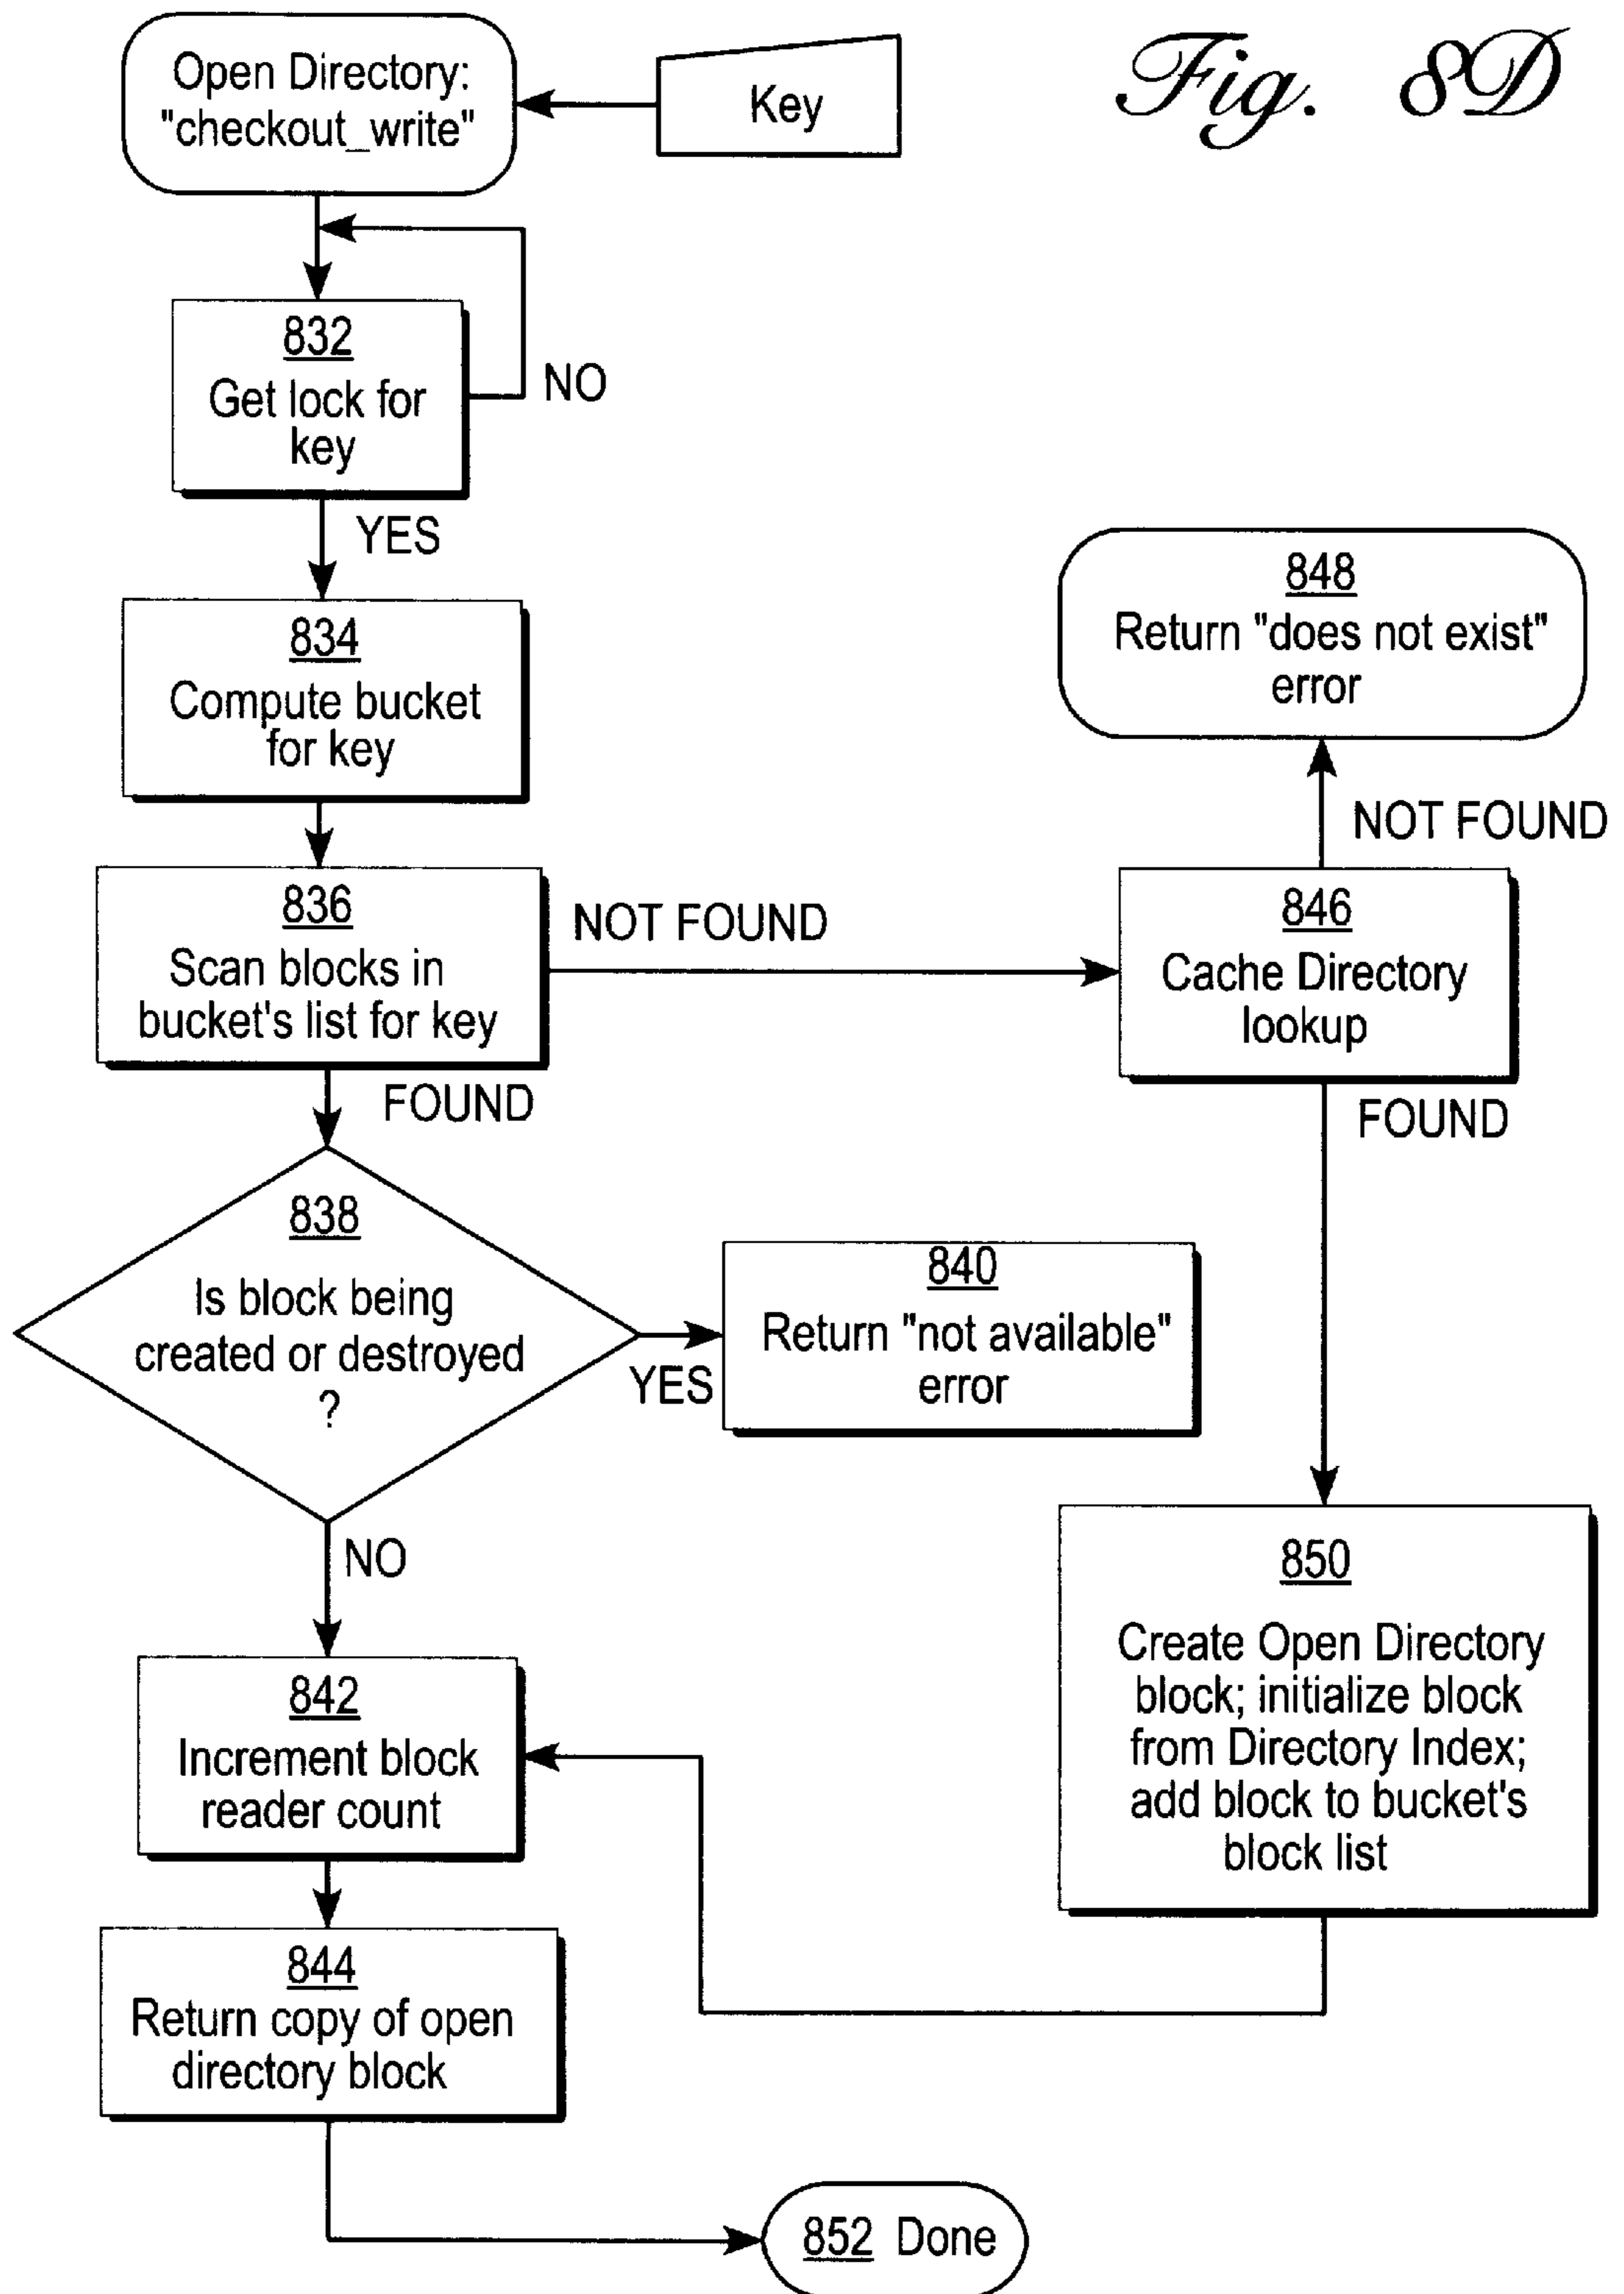 Fig. 8D
Open Directory:
"checkout_write"
Key
832
Get lock for
key
NO
YES
834
Compute bucket
for key
836
Scan blocks in
bucket's list for key
NOT FOUND
FOUND
846
Cache Directory
lookup
NOT FOUND
848
Return "does not exist"
error
FOUND
838
Is block being
created or destroyed
?
YES
840
Return "not available"
error
NO
842
Increment block
reader count
850
Create Open Directory
block; initialize block
from Directory Index;
add block to bucket's
block list
844
Return copy of open
directory block
852 Done